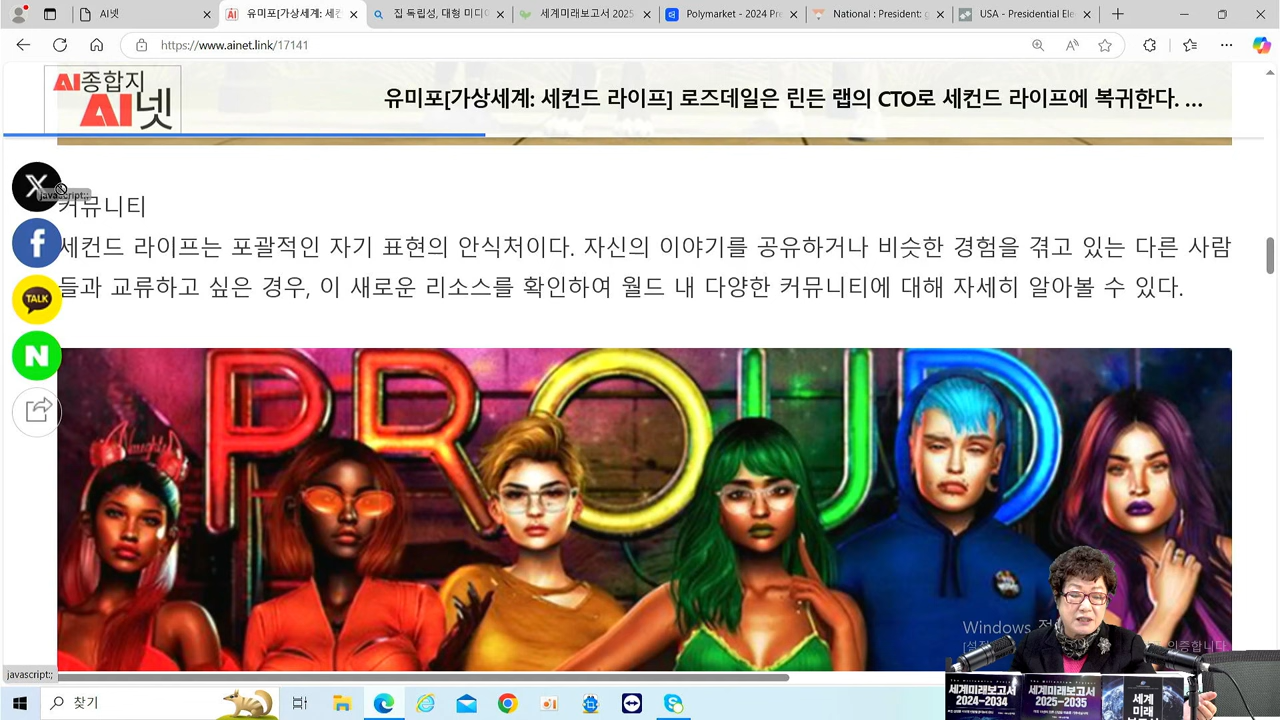 AI넷
유미포[가상세계: 세컨
집 독립성, 대형 미디어
세계미래보고서 2025
Polymarket - 2024 Pre
National : President: g
USA - Presidential Ele
https://www.ainet.link/17141
AI종합지
AI넷
유미포[가상세계: 세컨드 라이프] 로즈데일은 린든 랩의 CTO로 세컨드 라이프에 복귀한다. ...
javascript:;
커뮤니티
세컨드 라이프는 포괄적인 자기 표현의 안식처이다. 자신의 이야기를 공유하거나 비슷한 경험을 겪고 있는 다른 사람
들과 교류하고 싶은 경우, 이 새로운 리소스를 확인하여 월드 내 다양한 커뮤니티에 대해 자세히 알아볼 수 있다.
TALK
N
PROUD
Naughty
Windows
인증합니다
javascript:;
찾기
세계미래보고서
2024-2034
세계미래보고서
2025-2035
세계
미래